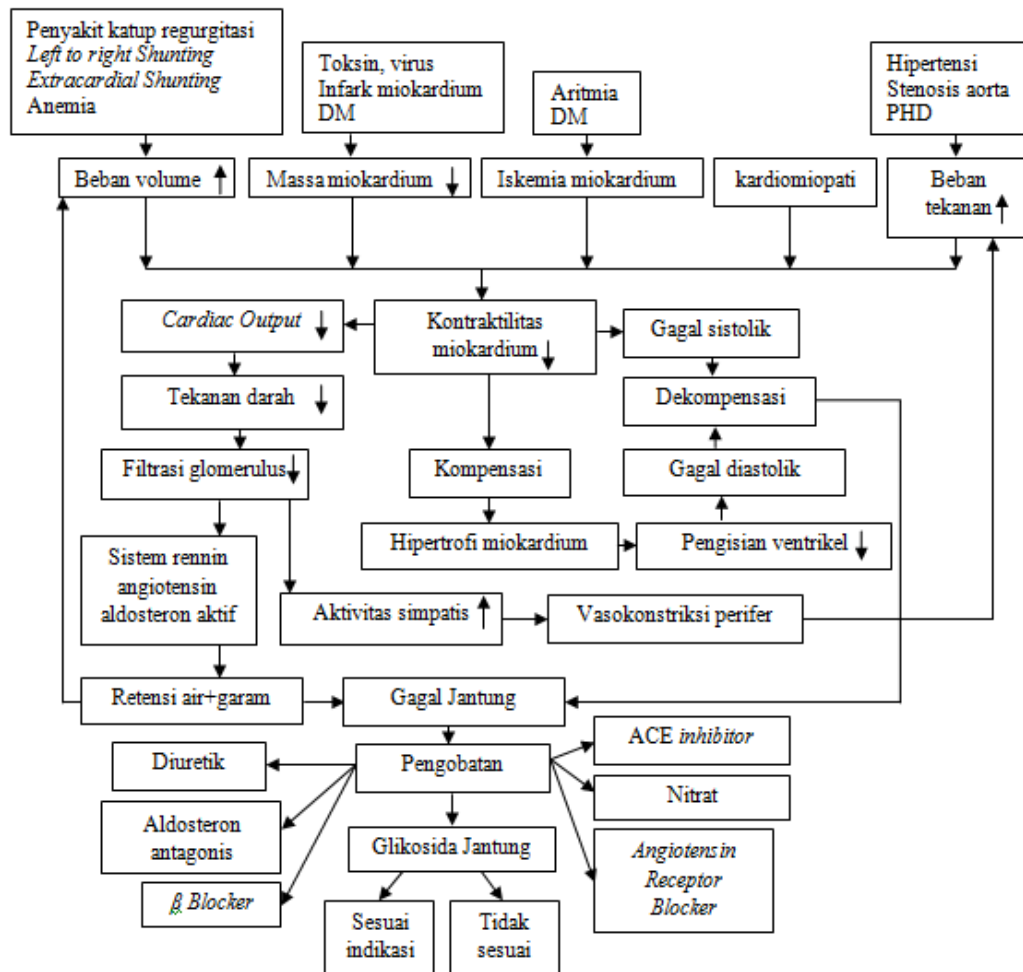 Penyakit katup regurgitasi
Left to right Shunting
Extracardial Shunting
Anemia
Toksin, virus
Infark miokardium
DM
Aritmia
DM
Hipertensi
Stenosis aorta
PHD
Beban volume
Massa miokardium
Iskemia miokardium
kardiomiopati
Beban
tekanan
Cardiac Output
Kontraktilitas
miokardium
Gagal sistolik
Tekanan darah
Dekompensasi
Filtrasi glomerulus
Kompensasi
Gagal diastolik
Hipertrofi miokardium
Pengisian ventrikel
Sistem rennin
angiotensin
aldosteron aktif
Aktivitas simpatis
Vasokonstriksi perifer
Retensi air+garam
Gagal Jantung
Diuretik
Pengobatan
ACE inhibitor
Nitrat
Aldosteron
antagonis
Glikosida Jantung
Angiotensin
Receptor
Blocker
β Blocker
Sesuai
indikasi
Tidak
sesuai